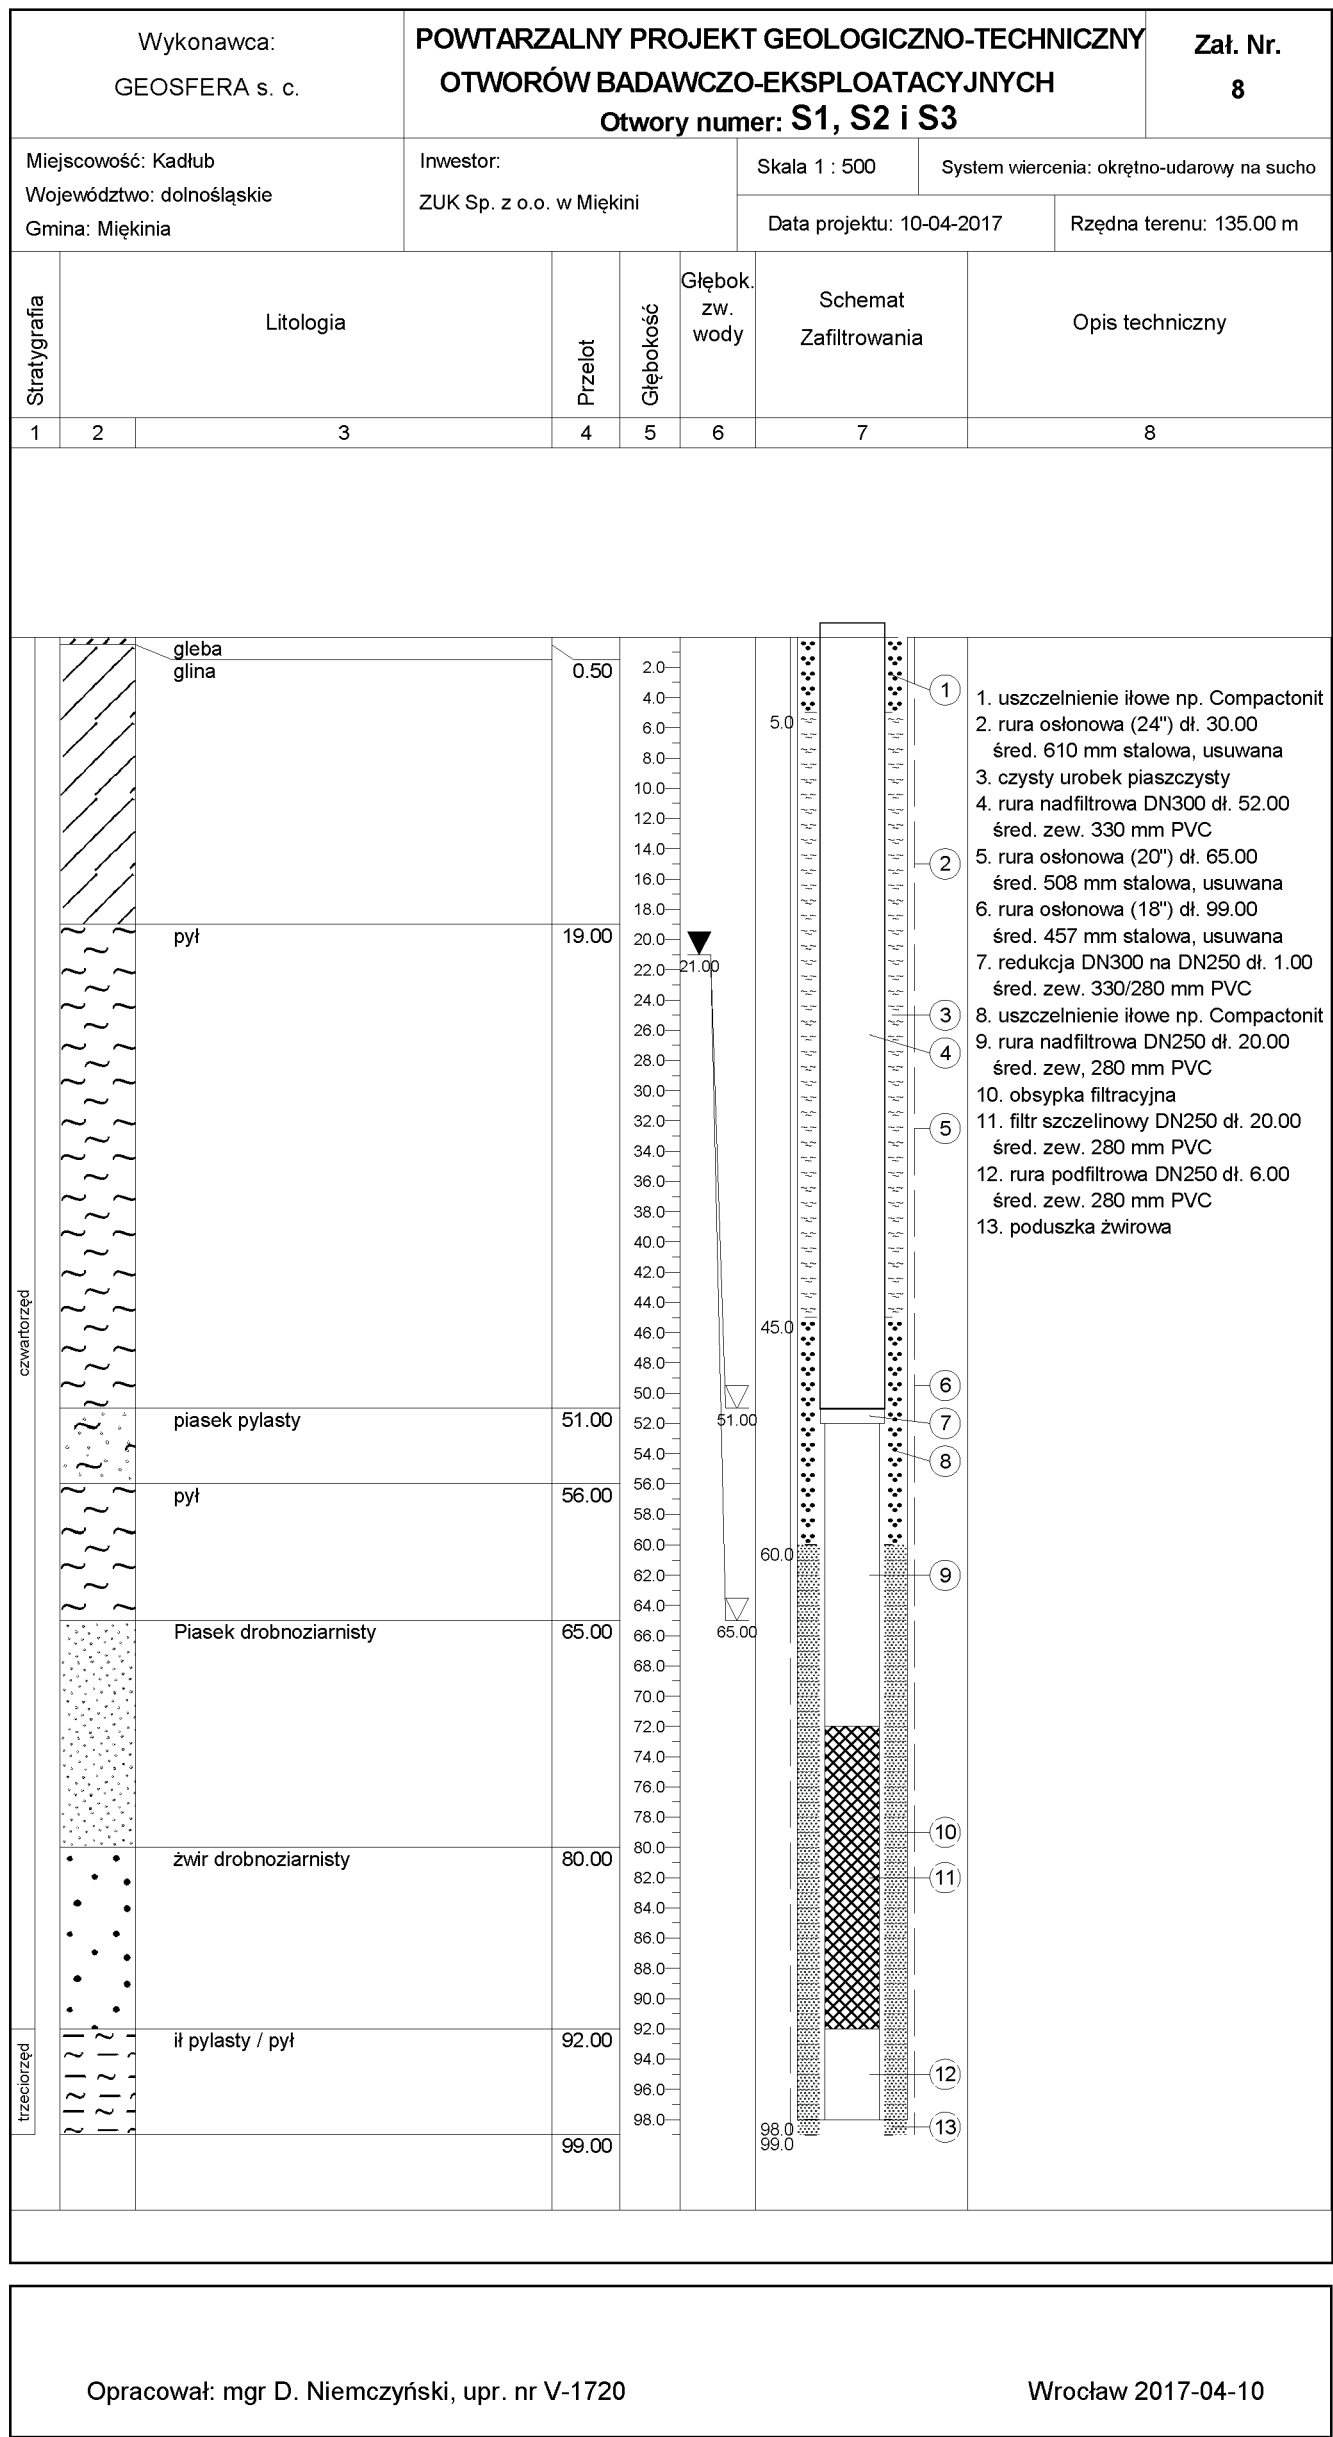 Wykonawca:
GEOSFERA s. c.
POWTARZALNY PROJEKT GEOLOGICZNO-TECHNICZNY
OTWORÓW BADAWCZO-EKSPLOATACYJNYCH
Otwory numer: S1, S2 i S3
Zał. Nr.
8
Miejscowość: Kadłub
Województwo: dolnośląskie
Gmina: Miękinia
Inwestor:
ZUK Sp. z o.o. w Miękini
Skala 1 : 500
System wiercenia: okrętno-udarowy na sucho
Data projektu: 10-04-2017
Rzędna terenu: 135.00 m
Stratygrafia
Litologia
Przelot
Głębokość
Głębok.
zw.
wody
Schemat
Zafiltrowania
Opis techniczny
1
2
3
4
5
6
7
8
czwartorzęd
trzeciorzęd
gleba
glina
pył
piasek pylasty
pył
Piasek drobnoziarnisty
żwir drobnoziarnisty
ił pylasty / pył
0.50
19.00
51.00
56.00
65.00
80.00
92.00
99.00
2.0
4.0
6.0
8.0
10.0
12.0
14.0
16.0
18.0
20.0
22.0
24.0
26.0
28.0
30.0
32.0
34.0
36.0
38.0
40.0
42.0
44.0
46.0
48.0
50.0
52.0
54.0
56.0
58.0
60.0
62.0
64.0
66.0
68.0
70.0
72.0
74.0
76.0
78.0
80.0
82.0
84.0
86.0
88.0
90.0
92.0
94.0
96.0
98.0
21.00
51.00
65.00
5.0
45.0
60.0
98.0
99.0
1
2
3
4
5
6
7
8
9
10
11
12
13
1. uszczelnienie iłowe np. Compactonit
2. rura osłonowa (24") dł. 30.00
śred. 610 mm stalowa, usuwana
3. czysty urobek piaszczysty
4. rura nadfiltrowa DN300 dł. 52.00
śred. zew. 330 mm PVC
5. rura osłonowa (20") dł. 65.00
śred. 508 mm stalowa, usuwana
6. rura osłonowa (18") dł. 99.00
śred. 457 mm stalowa, usuwana
7. redukcja DN300 na DN250 dł. 1.00
śred. zew. 330/280 mm PVC
8. uszczelnienie iłowe np. Compactonit
9. rura nadfiltrowa DN250 dł. 20.00
śred. zew, 280 mm PVC
10. obsypka filtracyjna
11. filtr szczelinowy DN250 dł. 20.00
śred. zew. 280 mm PVC
12. rura podfiltrowa DN250 dł. 6.00
śred. zew. 280 mm PVC
13. poduszka żwirowa
Opracował: mgr D. Niemczyński, upr. nr V-1720
Wrocław 2017-04-10